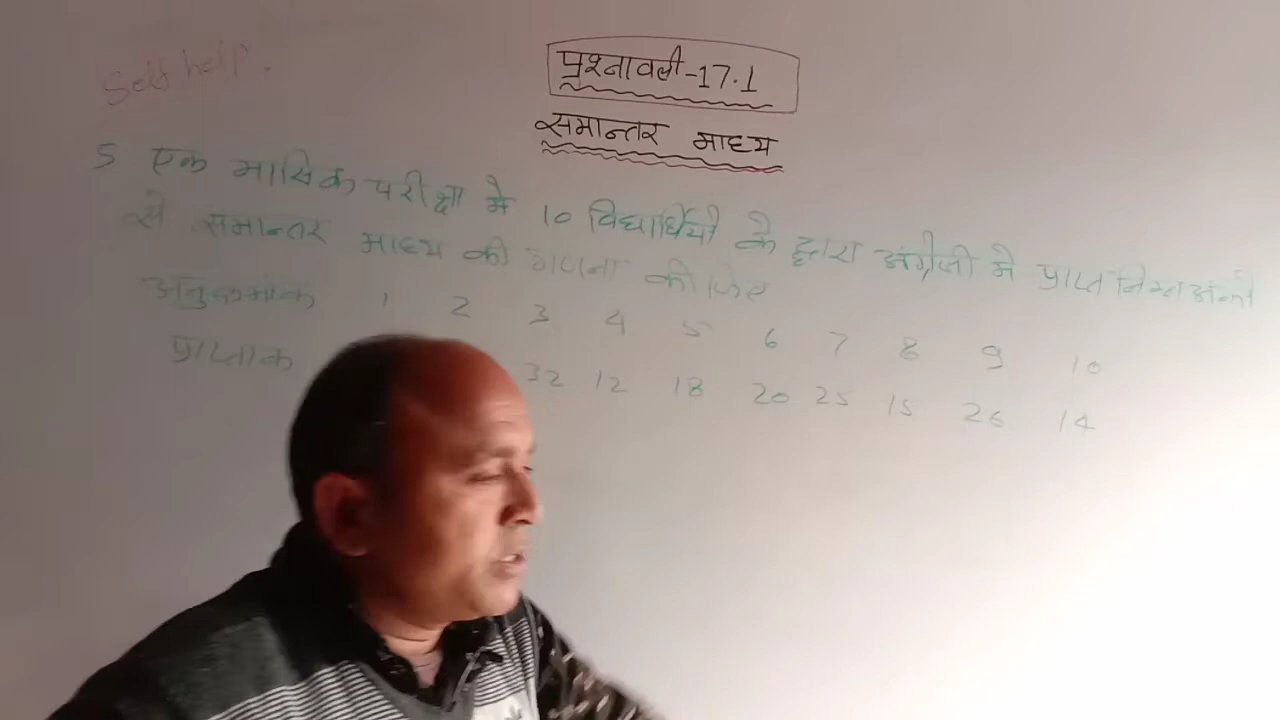 Self help.
प्रश्नावली-17.1
समान्तर माध्य
5 एक मासिक परीक्षा मे 10 विद्यार्थियो के द्वारा अंग्रेजी मे प्राप्त निम्न अंको
से समान्तर माध्य की गणना कीजिए
अनुक्रमांक 1 2 3 4 5 6 7 8 9 10
प्राप्तांक 32 12 18 20 25 15 26 14